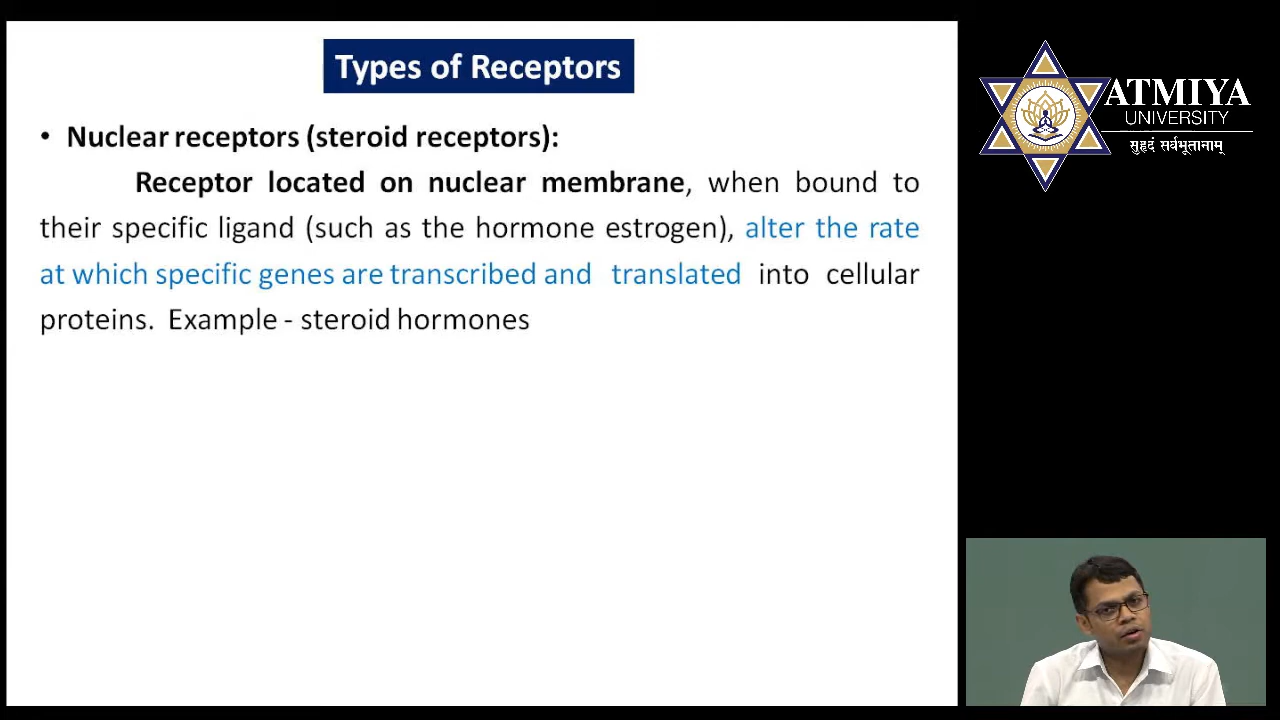 Types of Receptors
• Nuclear receptors (steroid receptors):
Receptor located on nuclear membrane, when bound to
their specific ligand (such as the hormone estrogen), alter the rate
at which specific genes are transcribed and translated into cellular
proteins. Example - steroid hormones
ATMIYA
UNIVERSITY
सुहृदं सर्वभूतानाम्